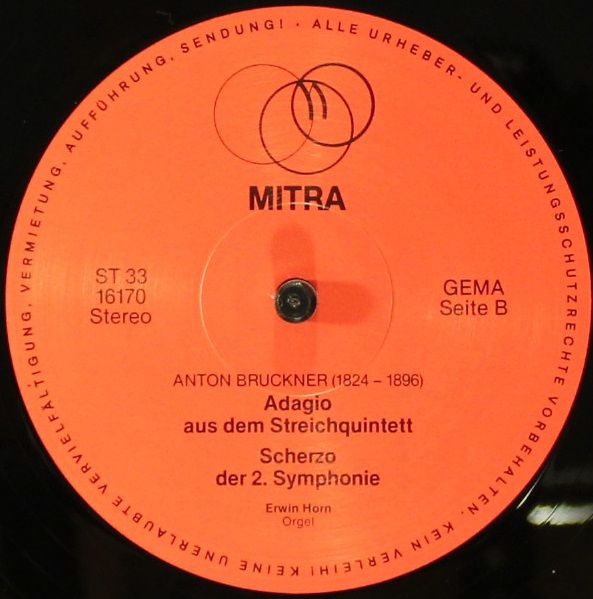 ALLE URHEBER- UND LEISTUNGSSCHUTZRECHTE VORBEHALTEN. KEIN VERLEIH! KEINE UNERLAUBTE VERVIELFÄLTIGUNG, VERMIETUNG, AUFFÜHRUNG, SENDUNG! ·
MITRA
ST 33
16170
Stereo
GEMA
Seite B
ANTON BRUCKNER (1824 – 1896)
Adagio
aus dem Streichquintett
Scherzo
der 2. Symphonie
Erwin Horn
Orgel